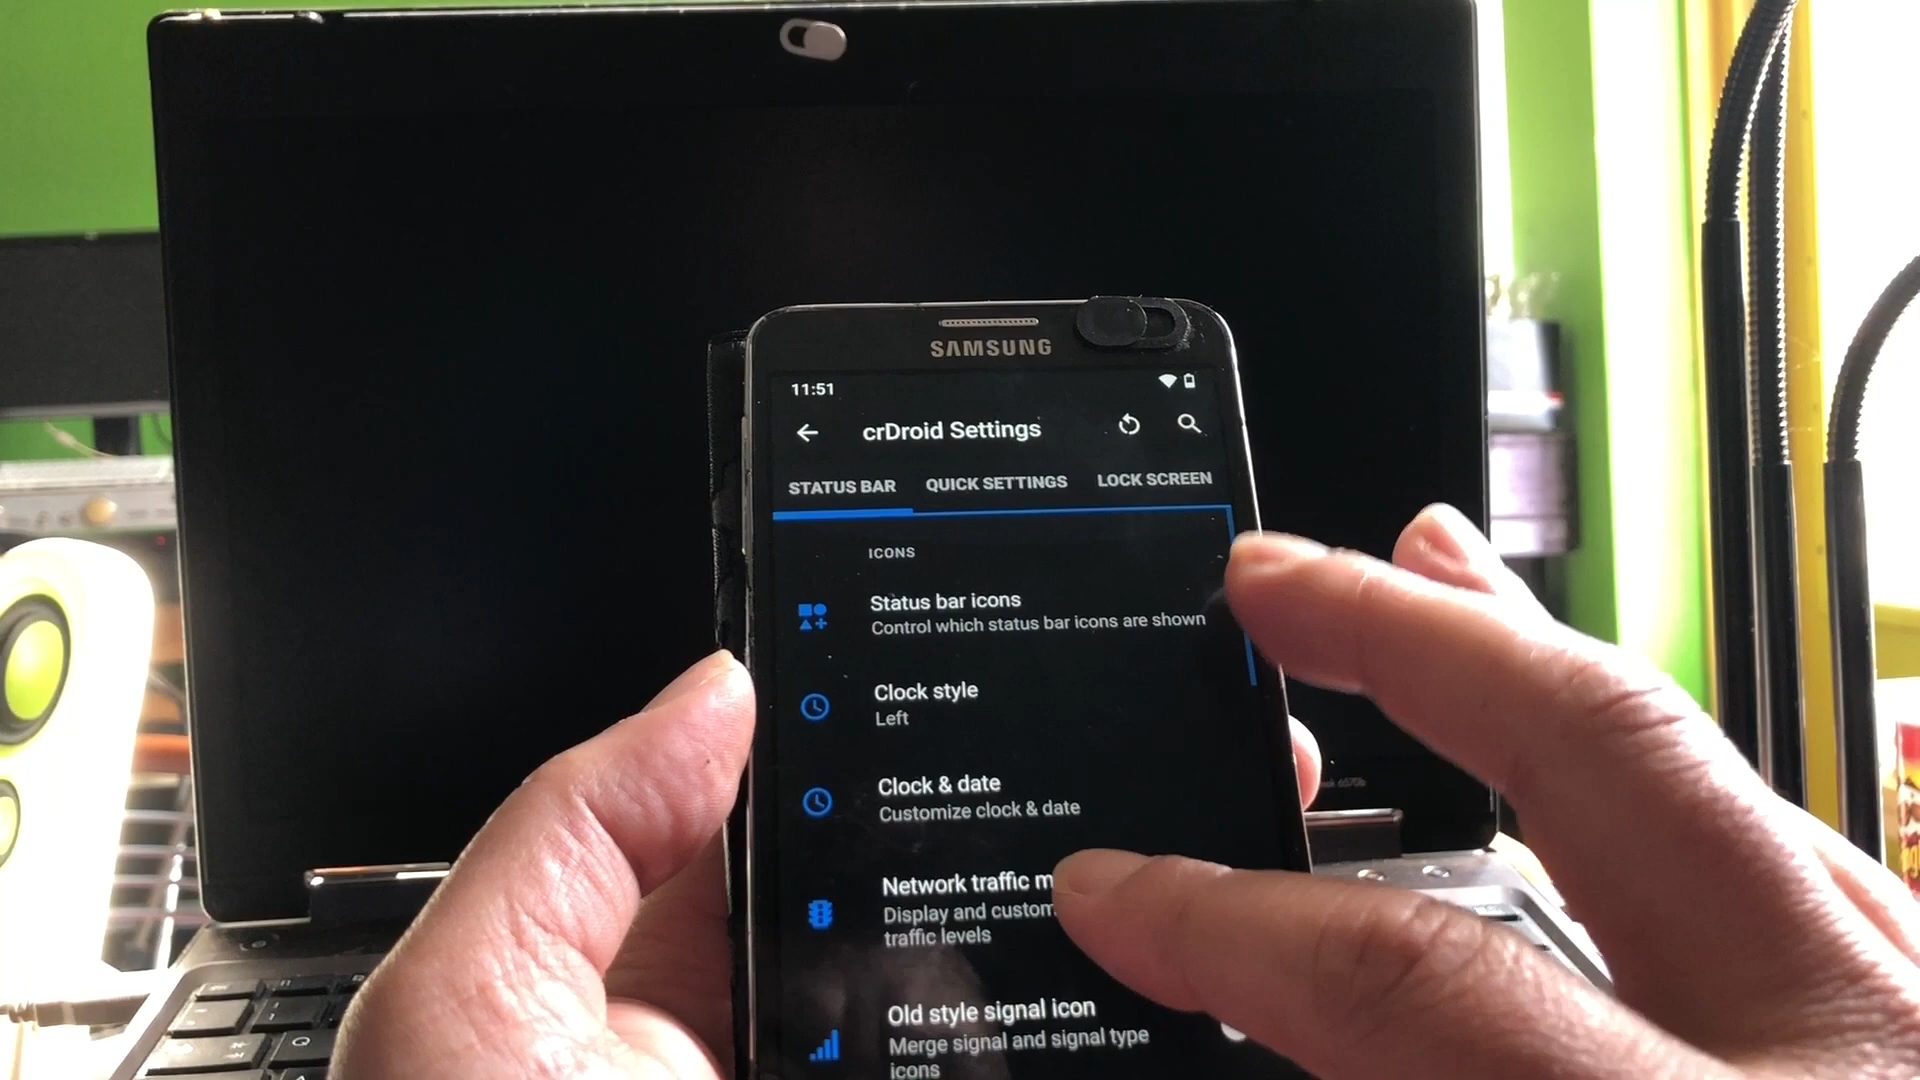 SAMSUNG
11:51
crDroid Settings
STATUS BAR
QUICK SETTINGS
LOCK SCREEN
ICONS
Status bar icons
Control which status bar icons are shown
Clock style
Left
Clock & date
Customize clock & date
Network traffic m
Display and custom
traffic levels
Old style signal icon
Merge signal and signal type
icons
6570b
Q